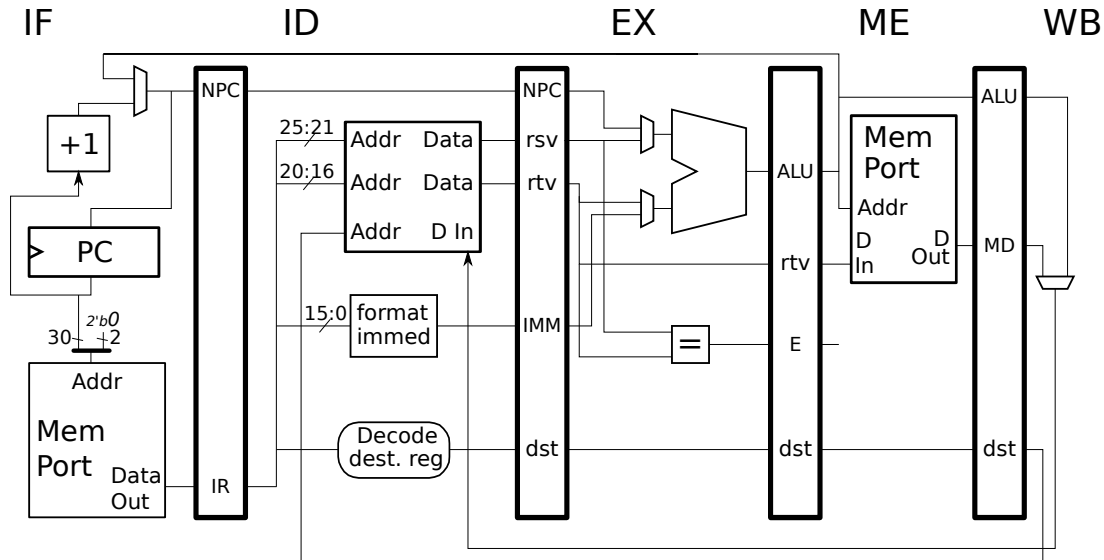 IF
ID
EX
ME
WB
NPC
NPC
ALU
+1
25:21
Addr
Data
rsv
Mem
Port
20:16
Addr
Data
rtv
ALU
Addr
Addr
D In
PC
D
In
D
Out
MD
rtv
15:0
format
immed
IMM
2'b0
30
2
=
E
Addr
Mem
Port
Data
Out
IR
Decode
dest. reg
dst
dst
dst